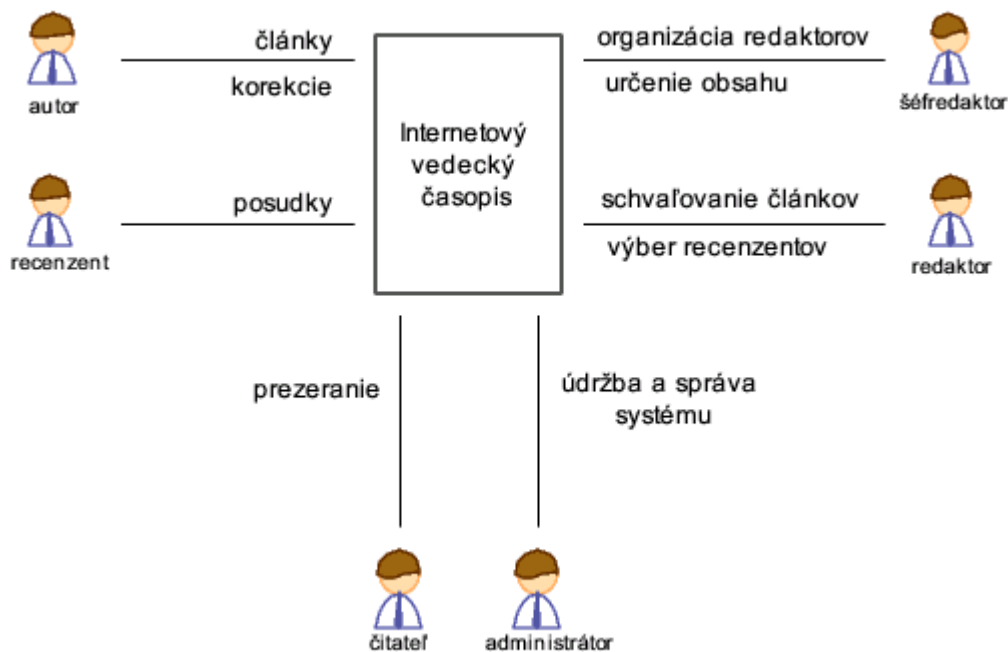 články
korekcie
autor
organizácia redaktorov
určenie obsahu
šéfredaktor
Internetový
vedecký
časopis
posudky
recenzent
schvaľovanie článkov
výber recenzentov
redaktor
prezeranie
údržba a správa
systému
čitateľ
administrátor